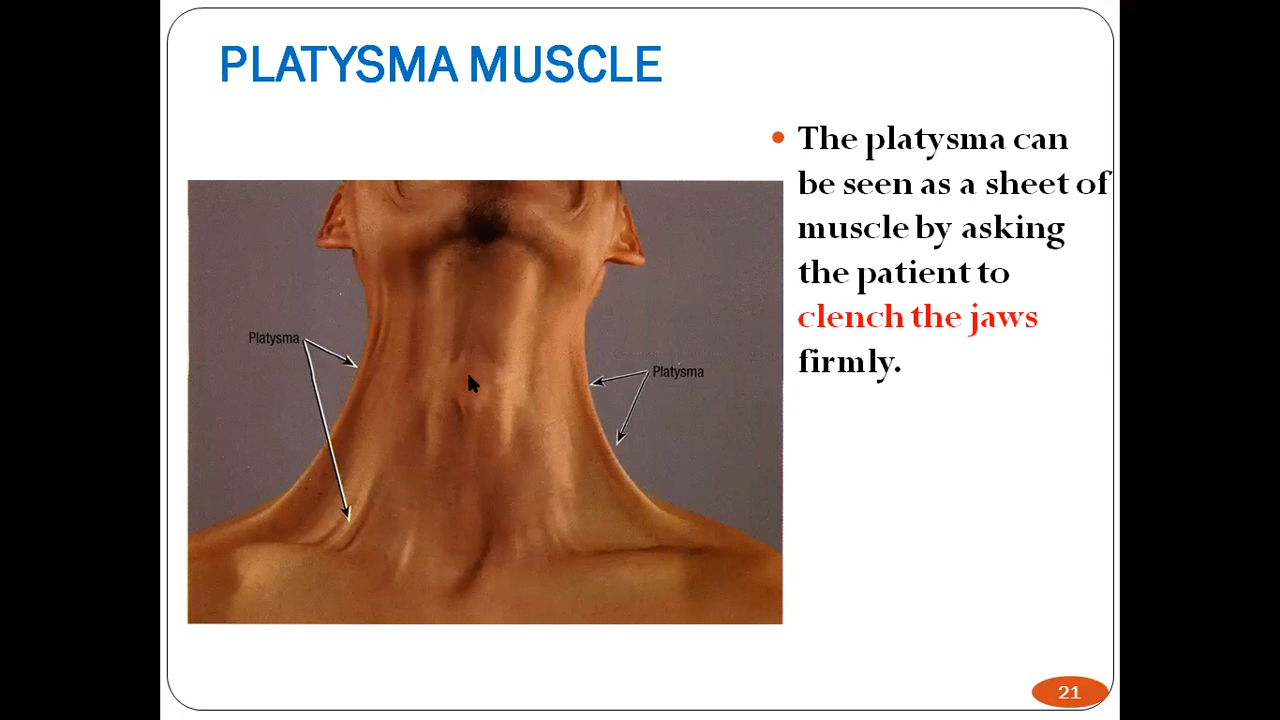 PLATYSMA MUSCLE
The platysma can
be seen as a sheet of
muscle by asking
the patient to
clench the jaws
firmly.
Platysma
Platysma
21